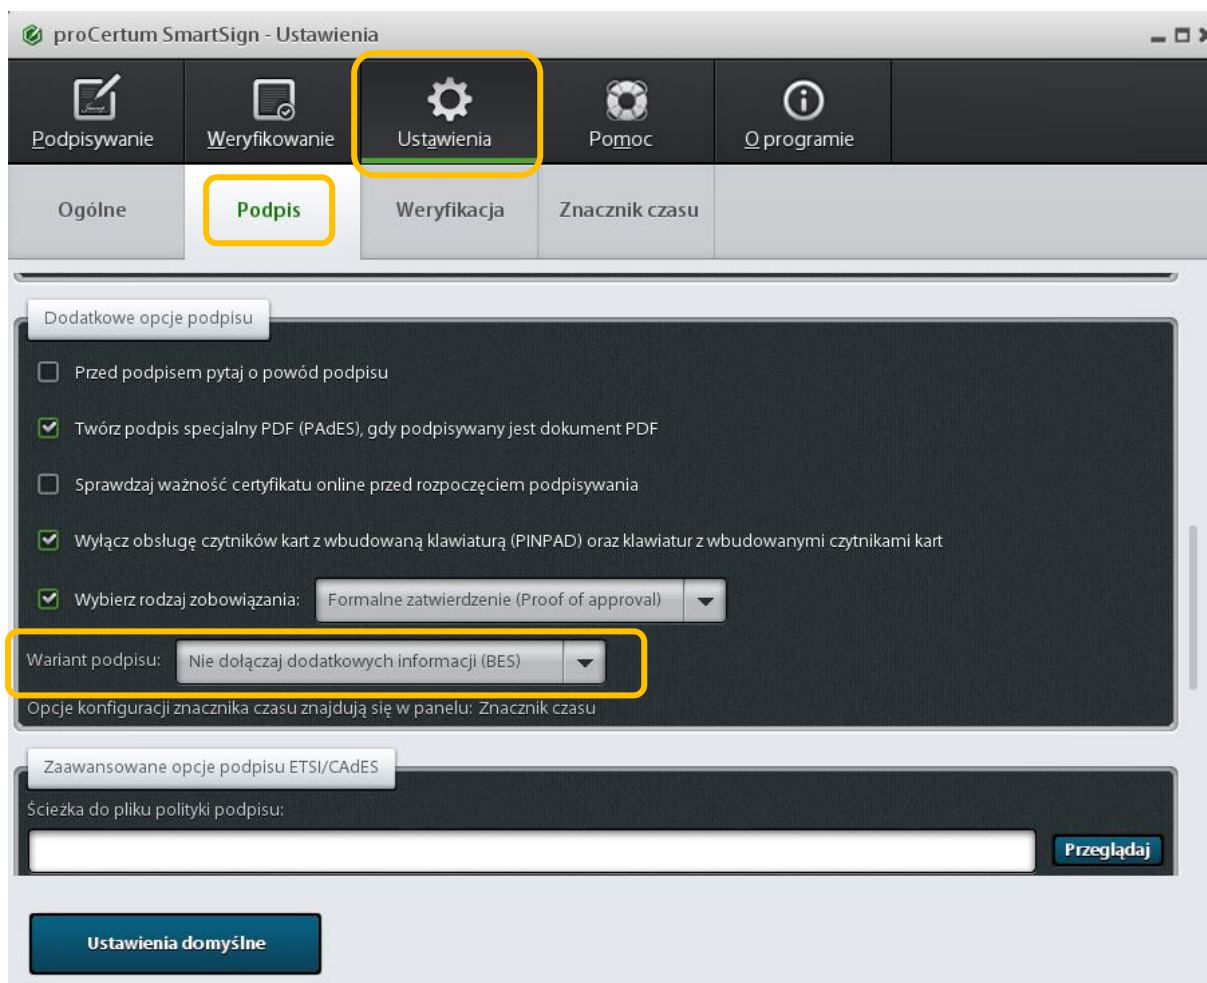 proCertum SmartSign - Ustawienia
Podpisywanie
Weryfikowanie
Ustawienia
Pomoc
O programie
Ogólne
Podpis
Weryfikacja
Znacznik czasu
Dodatkowe opcje podpisu
Przed podpisem pytaj o powód podpisu
Twórz podpis specjalny PDF (PAdES), gdy podpisywany jest dokument PDF
Sprawdzaj ważność certyfikatu online przed rozpoczęciem podpisywania
Wyłącz obsługę czytników kart z wbudowaną klawiaturą (PINPAD) oraz klawiatur z wbudowanymi czytnikami kart
Wybierz rodzaj zobowiązania: Formalne zatwierdzenie (Proof of approval)
Wariant podpisu: Nie dołączaj dodatkowych informacji (BES)
Opcje konfiguracji znacznika czasu znajdują się w panelu: Znacznik czasu
Zaawansowane opcje podpisu ETSI/CAdES
Ścieżka do pliku polityki podpisu:
Przeglądaj
Ustawienia domyślne